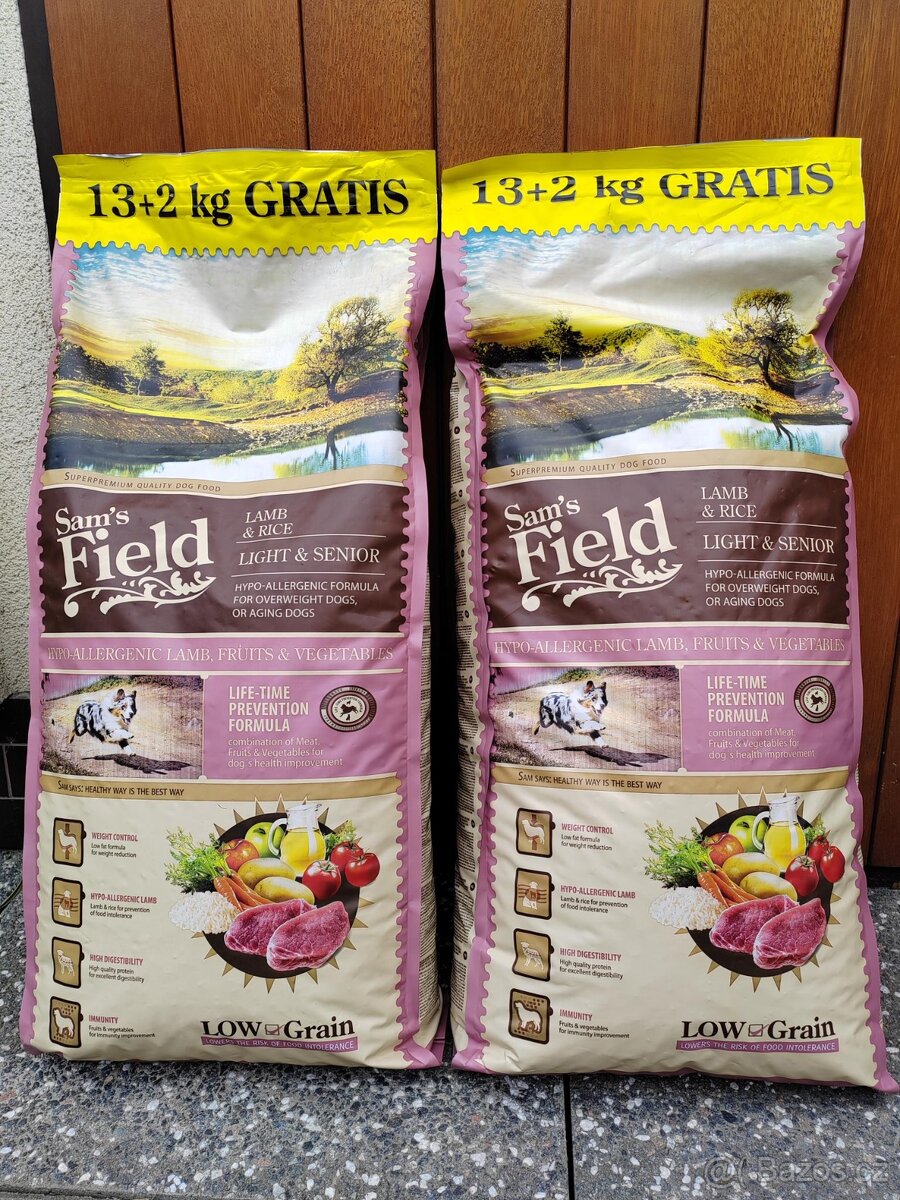 13+2 kg GRATIS
SUPERPREMIUM QUALITY DOG FOOD
Sam's
Field
LAMB
& RICE
LIGHT & SENIOR
HYPO-ALLERGENIC FORMULA
FOR OVERWEIGHT DOGS,
OR AGING DOGS
HYPO-ALLERGENIC LAMB, FRUITS & VEGETABLES
LIFE-TIME
PREVENTION
FORMULA
combination of Meat,
Fruits & Vegetables for
dog's health improvement
SAM SAYS: HEALTHY WAY IS THE BEST WAY
WEIGHT CONTROL
Low fat formula
for weight reduction
HYPO-ALLERGENIC LAMB
Lamb & rice for prevention
of food intolerance
HIGH DIGESTIBILITY
High quality protein
for excellent digestibility
IMMUNITY
Fruits & vegetables
for immunity improvement
LOW Grain
LOWERS THE RISK OF FOOD INTOLERANCE
13+2 kg GRATIS
SUPERPREMIUM QUALITY DOG FOOD
Sam's
Field
LAMB
& RICE
LIGHT & SENIOR
HYPO-ALLERGENIC FORMULA
FOR OVERWEIGHT DOGS,
OR AGING DOGS
HYPO-ALLERGENIC LAMB, FRUITS & VEGETABLES
LIFE-TIME
PREVENTION
FORMULA
combination of Meat,
Fruits & Vegetables for
dog's health improvement
SAM SAYS: HEALTHY WAY IS THE BEST WAY
WEIGHT CONTROL
Low fat formula
for weight reduction
HYPO-ALLERGENIC LAMB
Lamb & rice for prevention
of food intolerance
HIGH DIGESTIBILITY
High quality protein
for excellent digestibility
IMMUNITY
Fruits & vegetables
for immunity improvement
LOW Grain
LOWERS THE RISK OF FOOD INTOLERANCE
@ Bazos.cz